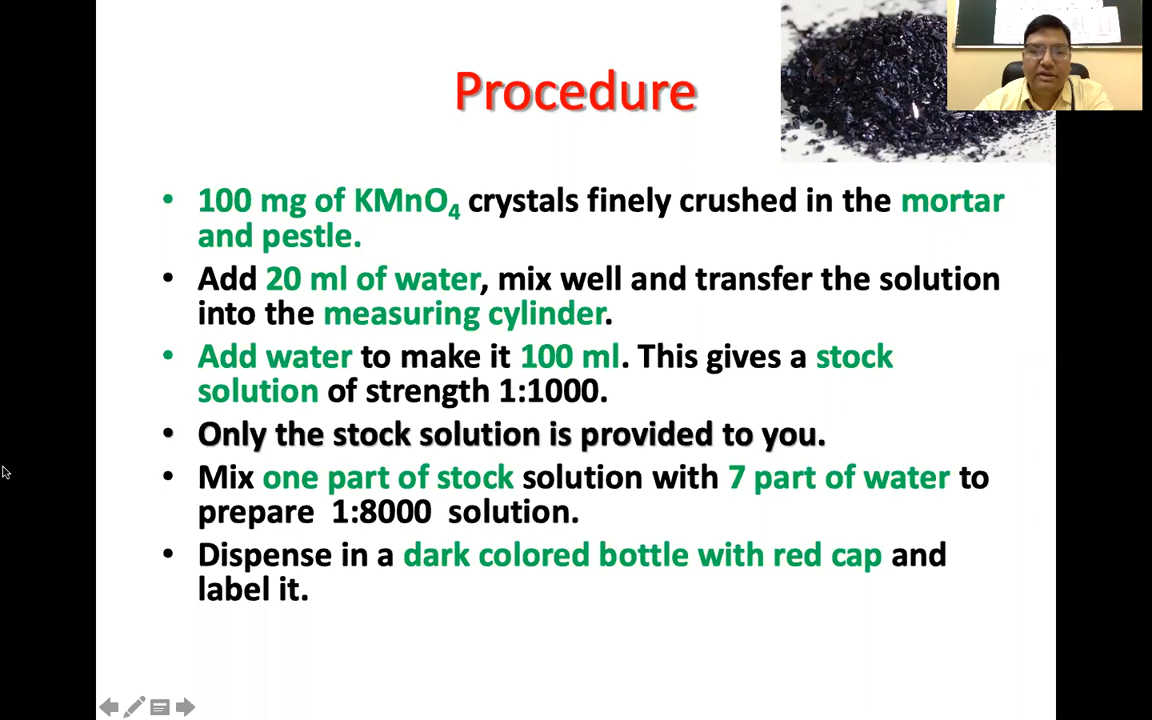 Procedure
• 100 mg of KMnO₄ crystals finely crushed in the mortar
and pestle.
• Add 20 ml of water, mix well and transfer the solution
into the measuring cylinder.
• Add water to make it 100 ml. This gives a stock
solution of strength 1:1000.
• Only the stock solution is provided to you.
• Mix one part of stock solution with 7 part of water to
prepare 1:8000 solution.
• Dispense in a dark colored bottle with red cap and
label it.